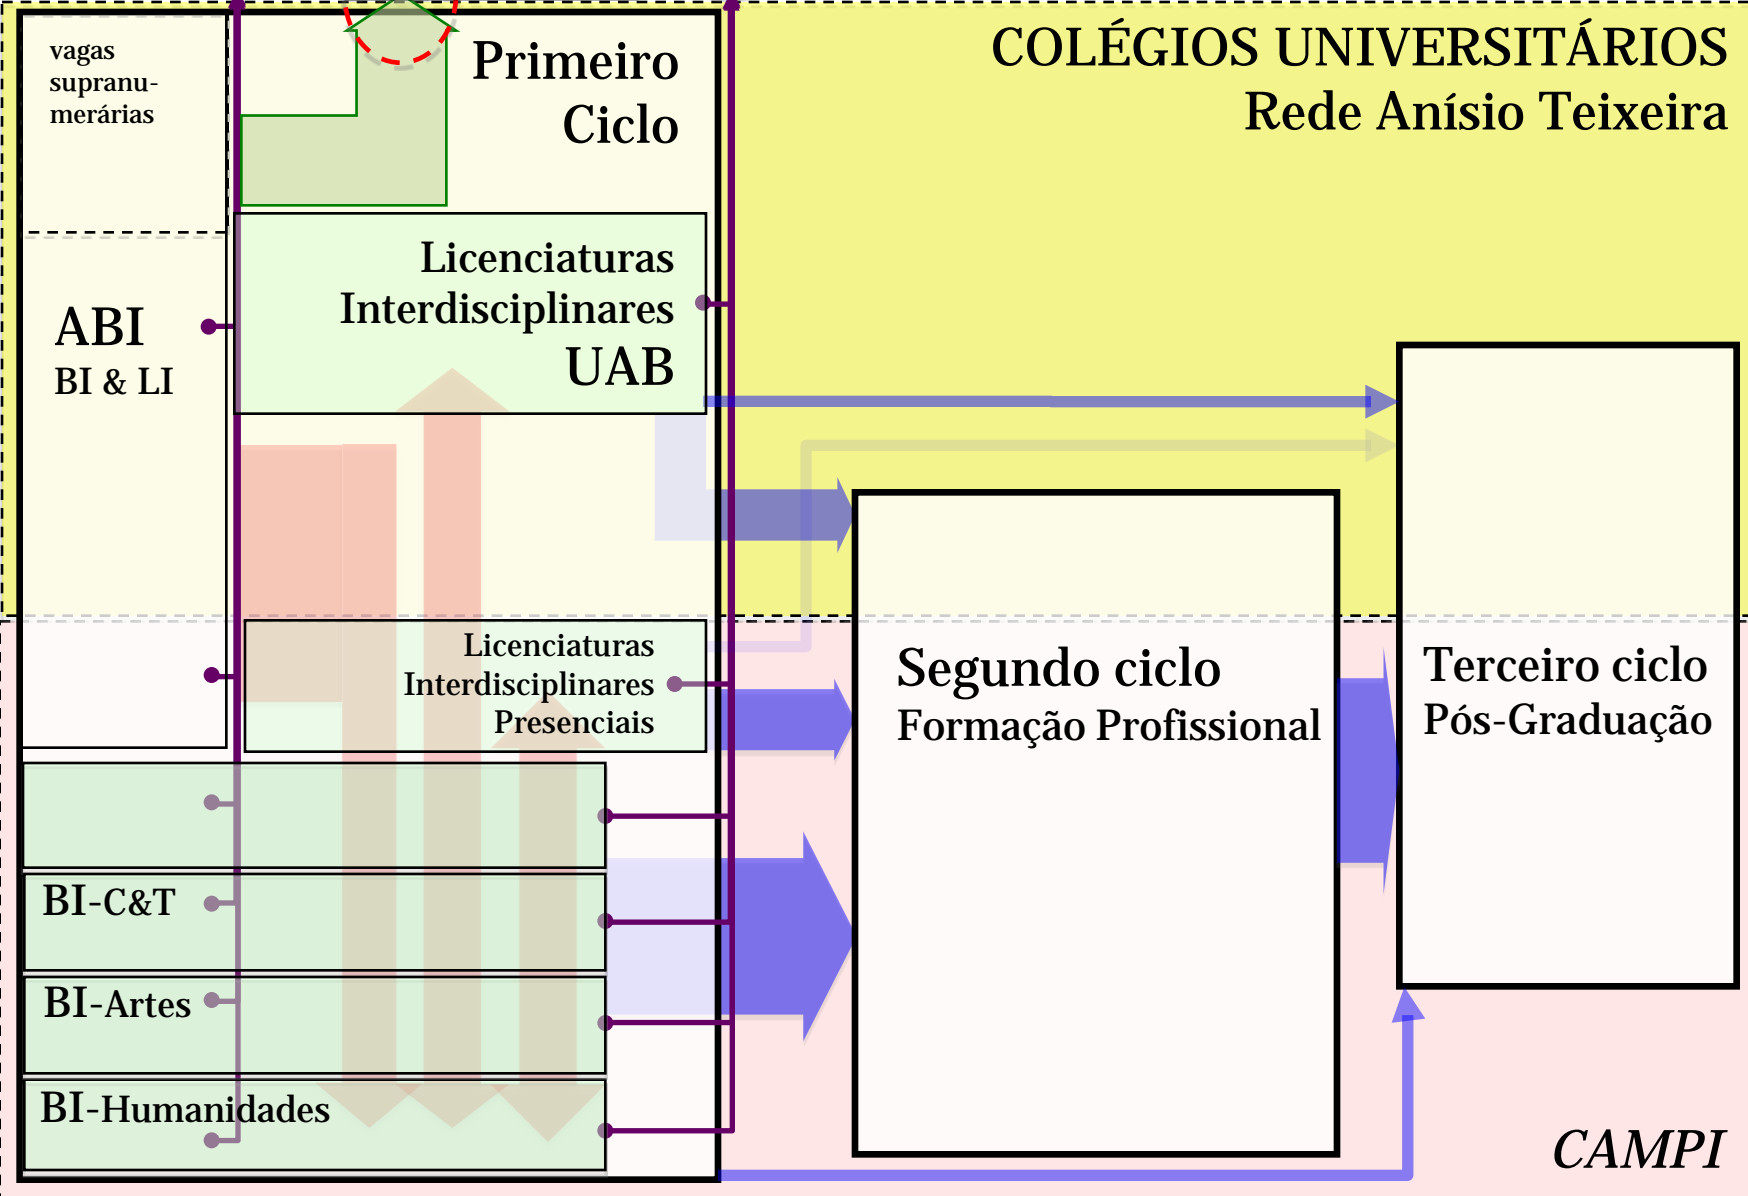 vagas
supranu-
merárias
Primeiro
Ciclo
COLÉGIOS UNIVERSITÁRIOS
Rede Anísio Teixeira
Licenciaturas
Interdisciplinares
UAB
ABI
BI & LI
Licenciaturas
Interdisciplinares
Presenciais
Segundo ciclo
Formação Profissional
Terceiro ciclo
Pós-Graduação
BI-C&T
BI-Artes
BI-Humanidades
CAMPI